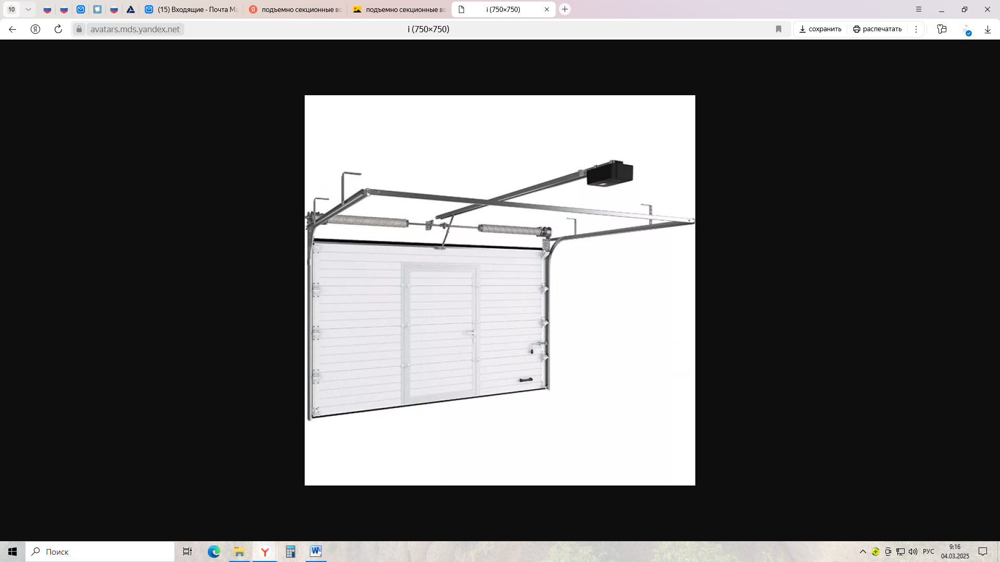 10
(15) Входящие - Почта Ма
Я
подъемно секционные во
подъемно секционные во
i (750×750)
Я
avatars.mds.yandex.net
i (750×750)
сохранить
распечатать
Поиск
РУС
9:16
04.03.2025